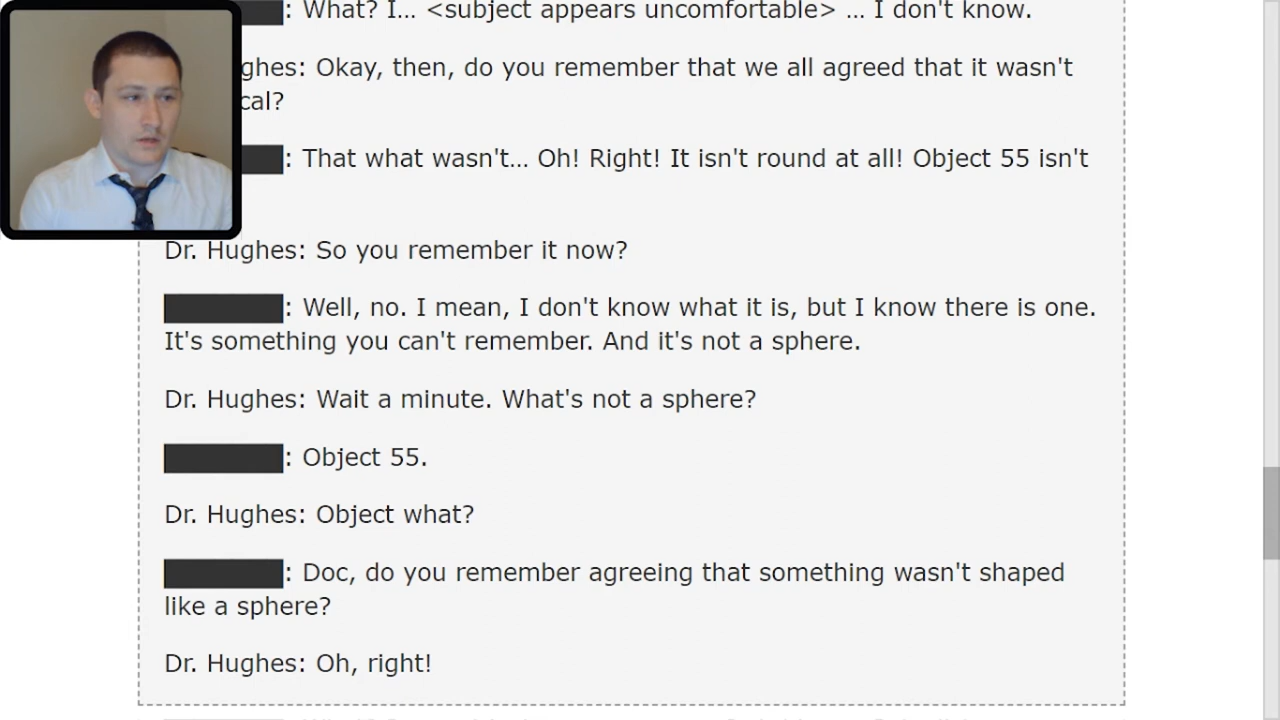 : What? I… <subject appears uncomfortable> … I don't know.
ghes: Okay, then, do you remember that we all agreed that it wasn't
cal?
: That what wasn't… Oh! Right! It isn't round at all! Object 55 isn't
Dr. Hughes: So you remember it now?
: Well, no. I mean, I don't know what it is, but I know there is one.
It's something you can't remember. And it's not a sphere.
Dr. Hughes: Wait a minute. What's not a sphere?
: Object 55.
Dr. Hughes: Object what?
: Doc, do you remember agreeing that something wasn't shaped
like a sphere?
Dr. Hughes: Oh, right!